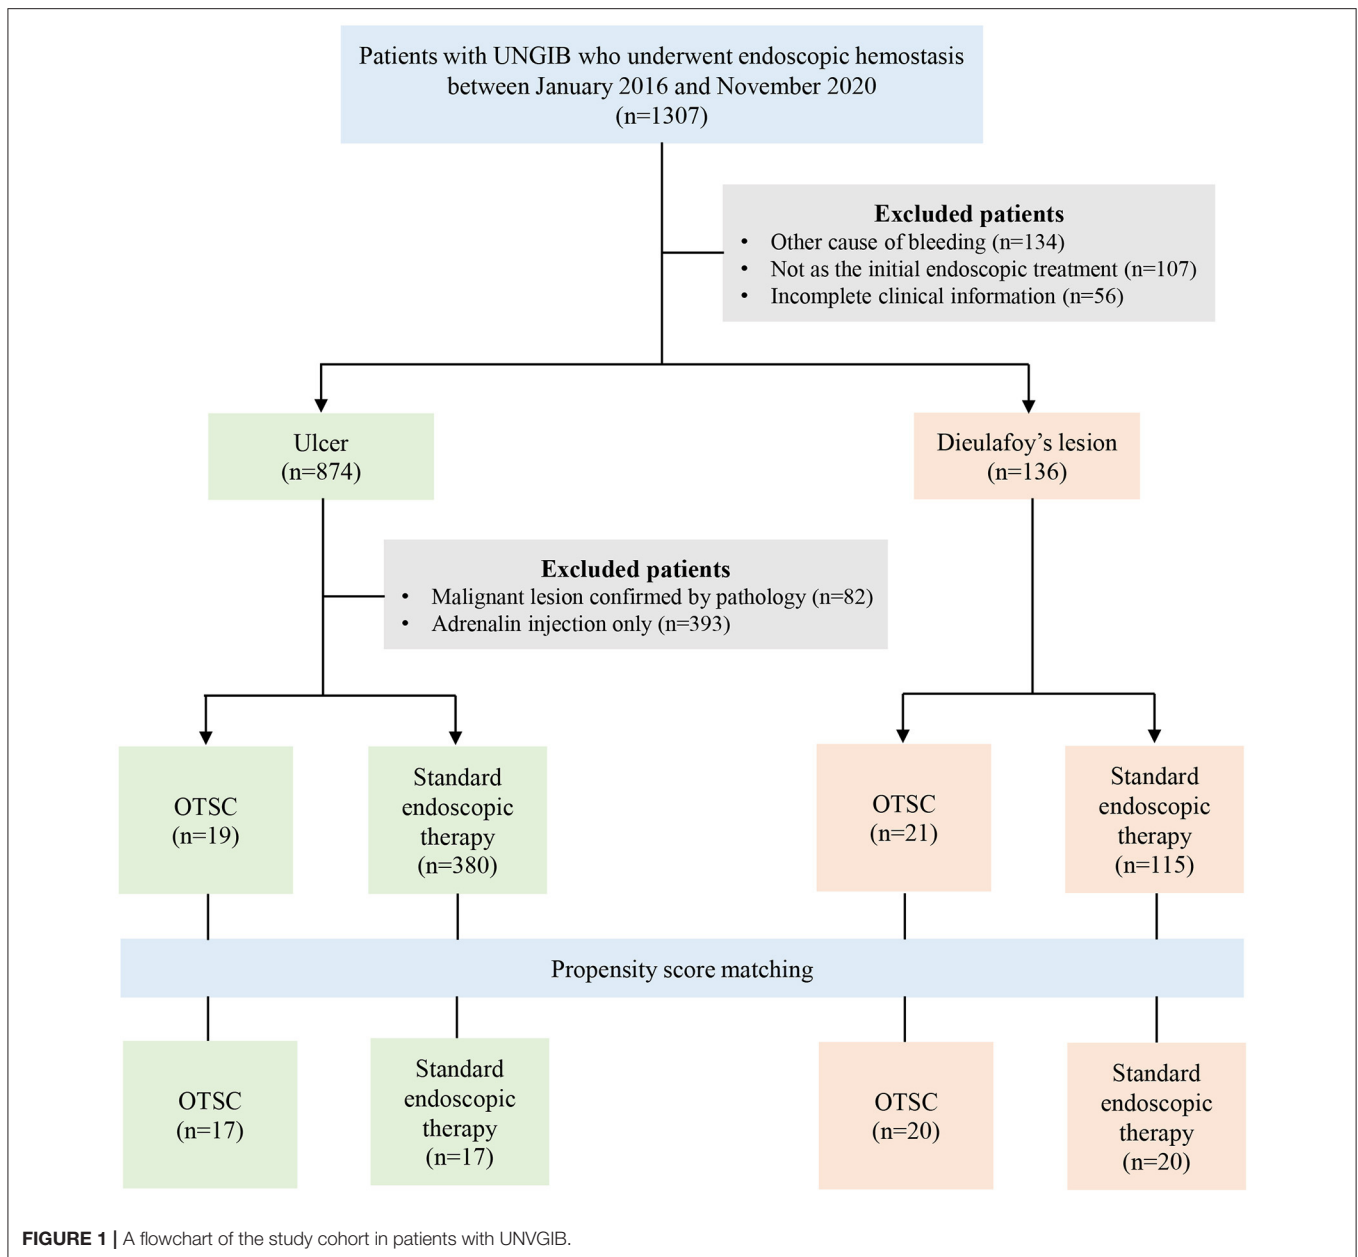 Patients with UNGIB who underwent endoscopic hemostasis
between January 2016 and November 2020
(n=1307)
Excluded patients
• Other cause of bleeding (n=134)
• Not as the initial endoscopic treatment (n=107)
• Incomplete clinical information (n=56)
Ulcer
(n=874)
Dieulafoy’s lesion
(n=136)
Excluded patients
• Malignant lesion confirmed by pathology (n=82)
• Adrenalin injection only (n=393)
OTSC
(n=19)
Standard
endoscopic
therapy
(n=380)
OTSC
(n=21)
Standard
endoscopic
therapy
(n=115)
Propensity score matching
OTSC
(n=17)
Standard
endoscopic
therapy
(n=17)
OTSC
(n=20)
Standard
endoscopic
therapy
(n=20)
FIGURE 1 | A flowchart of the study cohort in patients with UNVGIB.